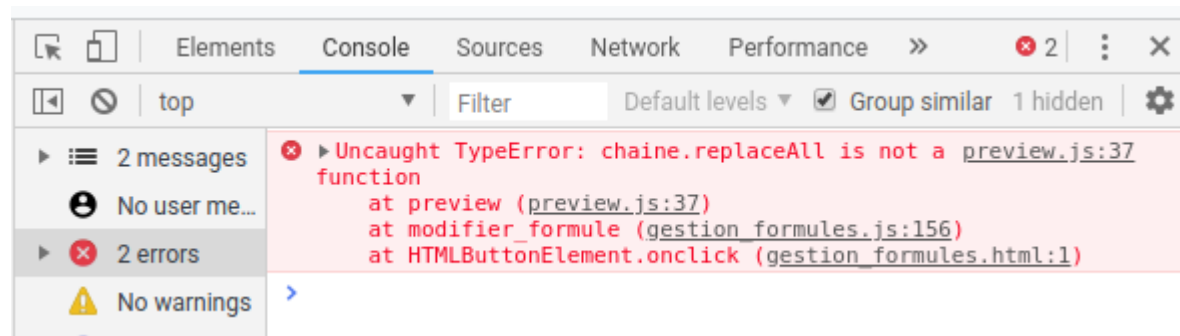 Elements Console Sources Network Performance » 2
top Filter Default levels Group similar 1 hidden
2 messages
No user me...
2 errors
No warnings
Uncaught TypeError: chaine.replaceAll is not a preview.js:37
function
at preview (preview.js:37)
at modifier_formule (gestion_formules.js:156)
at HTMLButtonElement.onclick (gestion_formules.html:1)
>